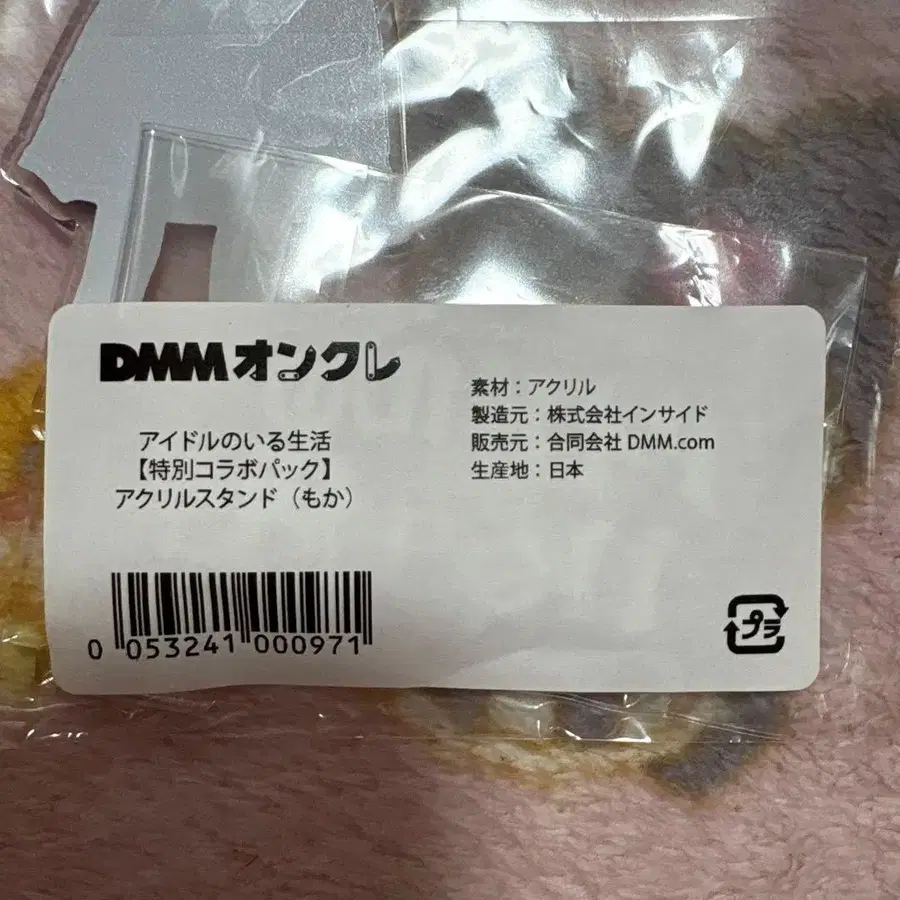 DMMオンクレ
アイドルのいる生活
【特別コラボパック】
アクリルスタンド（もか）
0 053241 000971
素材：アクリル
製造元：株式会社インサイド
販売元：合同会社 DMM.com
生産地：日本
プラ